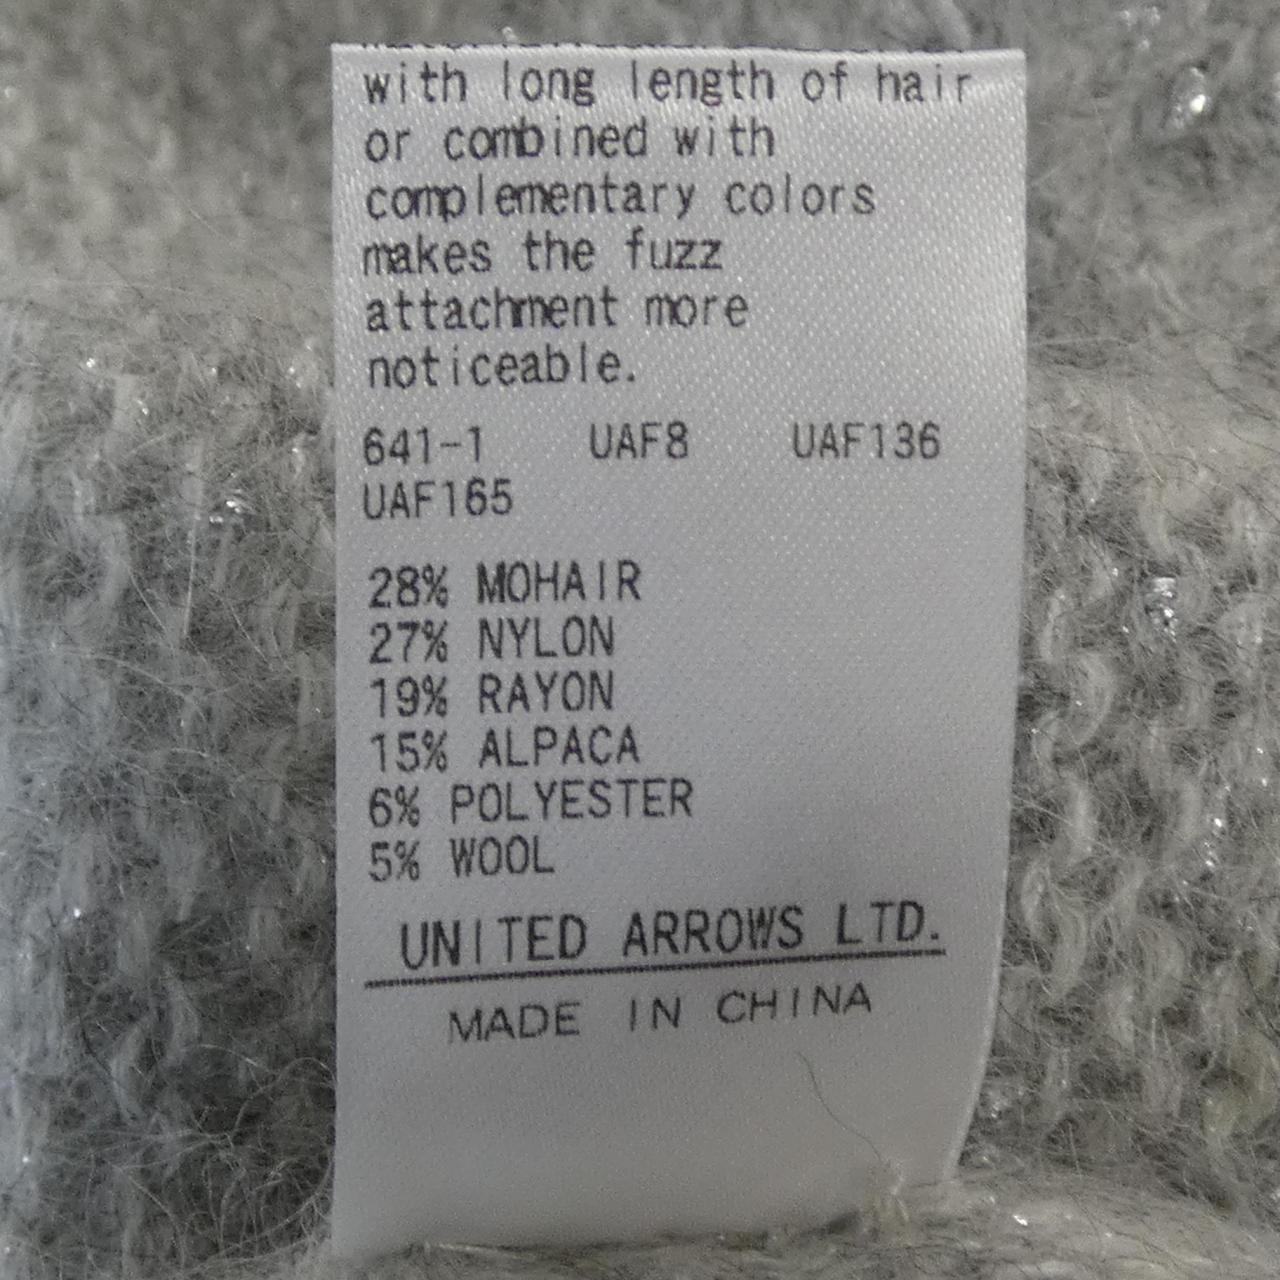 with long length of hair
or combined with
complementary colors
makes the fuzz
attachment more
noticeable.
641-1 UAF8 UAF136
UAF165
28% MOHAIR
27% NYLON
19% RAYON
15% ALPACA
6% POLYESTER
5% WOOL
UNITED ARROWS LTD.
MADE IN CHINA